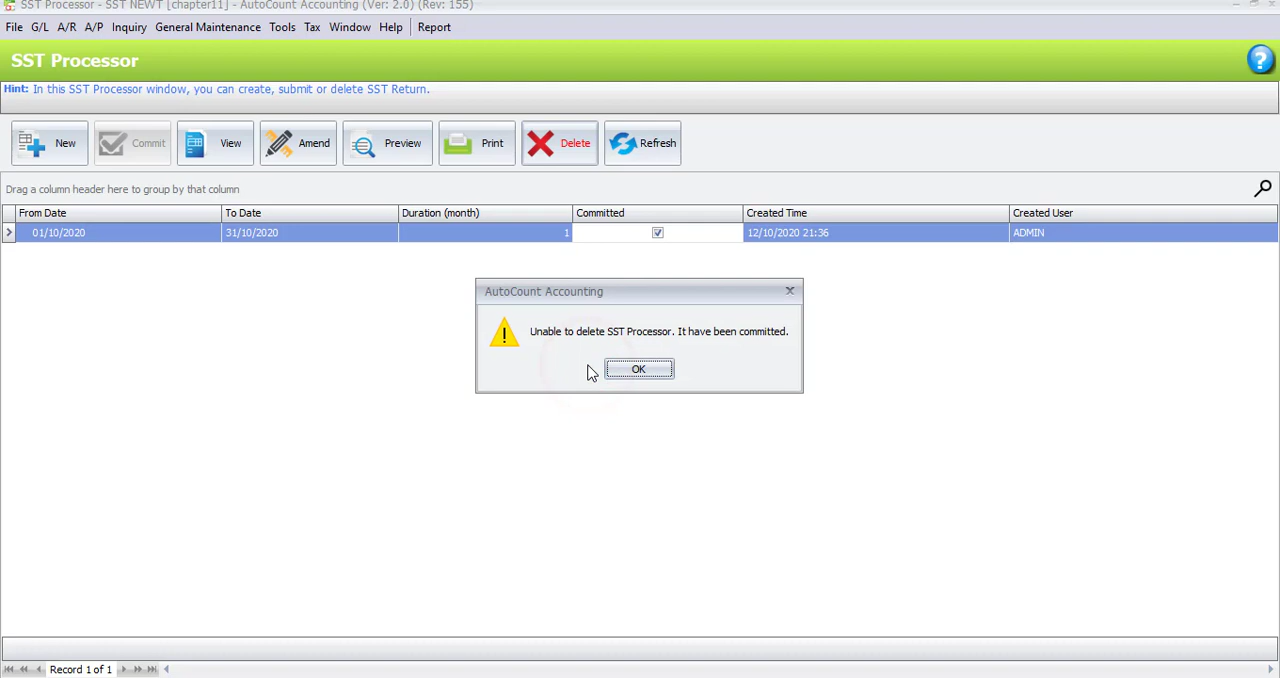 SST Processor - SST NEWT [chapter11] - AutoCount Accounting (Ver: 2.0) (Rev: 155)
File G/L A/R A/P Inquiry General Maintenance Tools Tax Window Help Report
SST Processor
?
Hint: In this SST Processor window, you can create, submit or delete SST Return.
New Commit View Amend Preview Print Delete Refresh
Drag a column header here to group by that column
From Date To Date Duration (month) Committed Created Time Created User
01/10/2020 31/10/2020 1 12/10/2020 21:36 ADMIN
AutoCount Accounting
Unable to delete SST Processor. It have been committed.
OK
Record 1 of 1